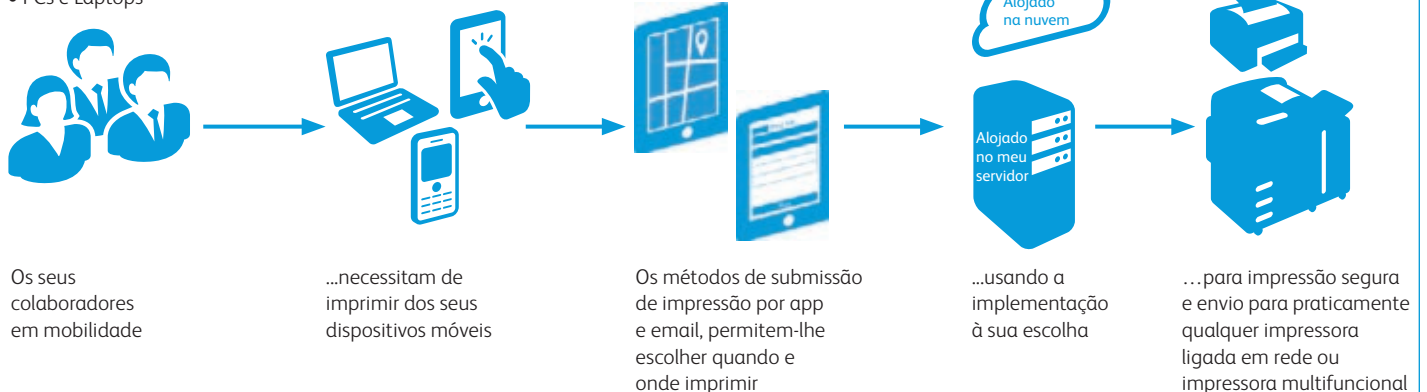 • PCs e Laptops
Alojado
na nuvem
Alojado
no meu
servidor
Os seus
colaboradores
em mobilidade
...necessitam de
imprimir dos seus
dispositivos móveis
Os métodos de submissão
de impressão por app
e email, permitem-lhe
escolher quando e
onde imprimir
...usando a
implementação
à sua escolha
…para impressão segura
e envio para praticamente
qualquer impressora
ligada em rede ou
impressora multifuncional